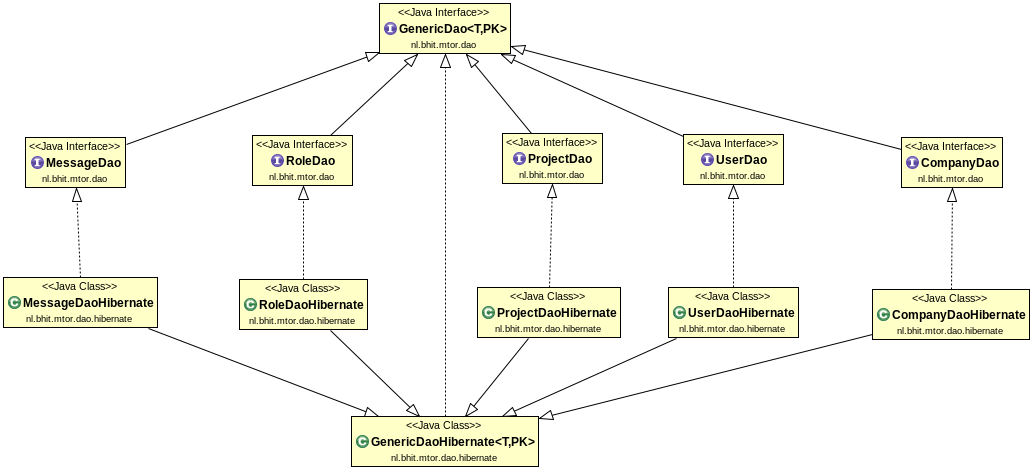 <<Java Interface>>
GenericDao<T,PK>
nl.bhit.mtor.dao
<<Java Interface>>
MessageDao
nl.bhit.mtor.dao
<<Java Interface>>
RoleDao
nl.bhit.mtor.dao
<<Java Interface>>
ProjectDao
nl.bhit.mtor.dao
<<Java Interface>>
UserDao
nl.bhit.mtor.dao
<<Java Interface>>
CompanyDao
nl.bhit.mtor.dao
<<Java Class>>
MessageDaoHibernate
nl.bhit.mtor.dao.hibernate
<<Java Class>>
RoleDaoHibernate
nl.bhit.mtor.dao.hibernate
<<Java Class>>
ProjectDaoHibernate
nl.bhit.mtor.dao.hibernate
<<Java Class>>
UserDaoHibernate
nl.bhit.mtor.dao.hibernate
<<Java Class>>
CompanyDaoHibernate
nl.bhit.mtor.dao.hibernate
<<Java Class>>
GenericDaoHibernate<T,PK>
nl.bhit.mtor.dao.hibernate